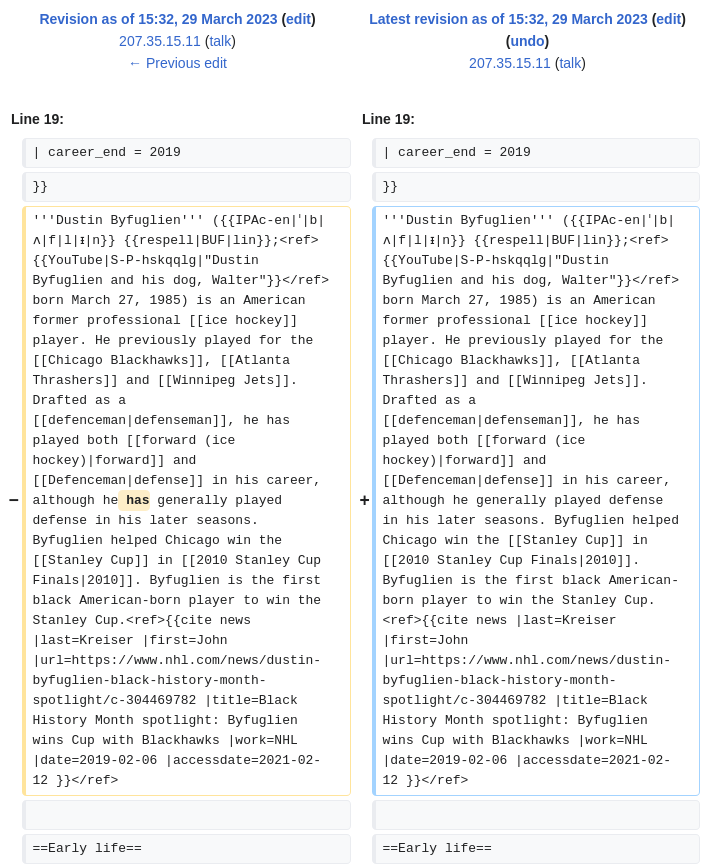 Revision as of 15:32, 29 March 2023 (edit)
207.35.15.11 (talk)
← Previous edit
Latest revision as of 15:32, 29 March 2023 (edit)
(undo)
207.35.15.11 (talk)
Line 19:
Line 19:
| career_end = 2019
| career_end = 2019
}}
}}
−
'''Dustin Byfuglien''' ({{IPAc-en|ˈ|b|
ʌ|f|l|ᵻ|n}} {{respell|BUF|lin}};<ref>
{{YouTube|S-P-hskqqlg|"Dustin
Byfuglien and his dog, Walter"}}</ref>
born March 27, 1985) is an American
former professional [[ice hockey]]
player. He previously played for the
[[Chicago Blackhawks]], [[Atlanta
Thrashers]] and [[Winnipeg Jets]].
Drafted as a
[[defenceman|defenseman]], he has
played both [[forward (ice
hockey)|forward]] and
[[Defenceman|defense]] in his career,
although he has generally played
defense in his later seasons.
Byfuglien helped Chicago win the
[[Stanley Cup]] in [[2010 Stanley Cup
Finals|2010]]. Byfuglien is the first
black American-born player to win the
Stanley Cup.<ref>{{cite news
|last=Kreiser |first=John
|url=https://www.nhl.com/news/dustin-
byfuglien-black-history-month-
spotlight/c-304469782 |title=Black
History Month spotlight: Byfuglien
wins Cup with Blackhawks |work=NHL
|date=2019-02-06 |accessdate=2021-02-
12 }}</ref>
+
'''Dustin Byfuglien''' ({{IPAc-en|ˈ|b|
ʌ|f|l|ᵻ|n}} {{respell|BUF|lin}};<ref>
{{YouTube|S-P-hskqqlg|"Dustin
Byfuglien and his dog, Walter"}}</ref>
born March 27, 1985) is an American
former professional [[ice hockey]]
player. He previously played for the
[[Chicago Blackhawks]], [[Atlanta
Thrashers]] and [[Winnipeg Jets]].
Drafted as a
[[defenceman|defenseman]], he has
played both [[forward (ice
hockey)|forward]] and
[[Defenceman|defense]] in his career,
although he generally played defense
in his later seasons. Byfuglien helped
Chicago win the [[Stanley Cup]] in
[[2010 Stanley Cup Finals|2010]].
Byfuglien is the first black American-
born player to win the Stanley Cup.
<ref>{{cite news |last=Kreiser
|first=John
|url=https://www.nhl.com/news/dustin-
byfuglien-black-history-month-
spotlight/c-304469782 |title=Black
History Month spotlight: Byfuglien
wins Cup with Blackhawks |work=NHL
|date=2019-02-06 |accessdate=2021-02-
12 }}</ref>
==Early life==
==Early life==